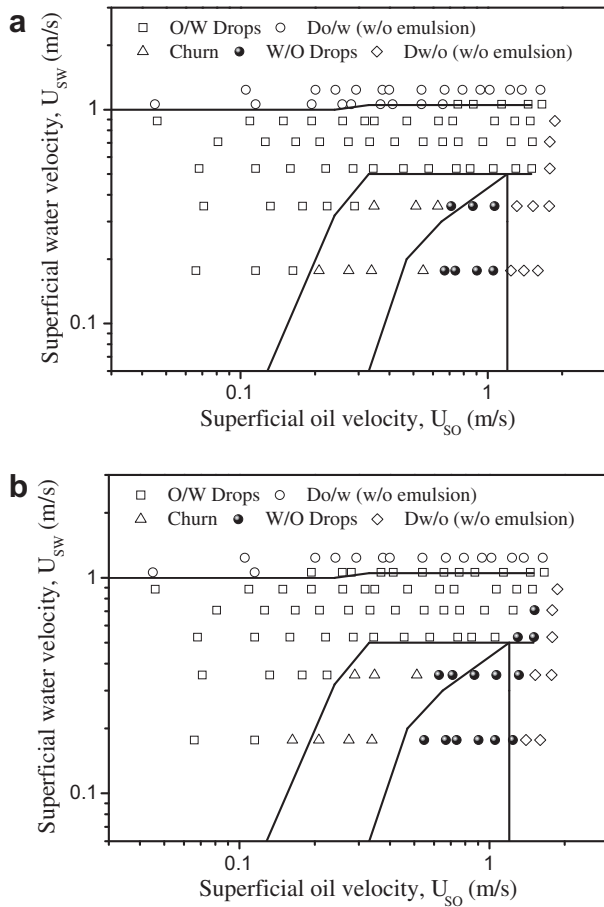 a
□ O/W Drops ○ Do/w (w/o emulsion)
△ Churn W/O Drops ◇ Dw/o (w/o emulsion)
Superficial water velocity, U_SW (m/s)
1
0.1
0.1
1
Superficial oil velocity, U_SO (m/s)
b
□ O/W Drops ○ Do/w (w/o emulsion)
△ Churn W/O Drops ◇ Dw/o (w/o emulsion)
Superficial water velocity, U_SW (m/s)
1
0.1
0.1
1
Superficial oil velocity, U_SO (m/s)